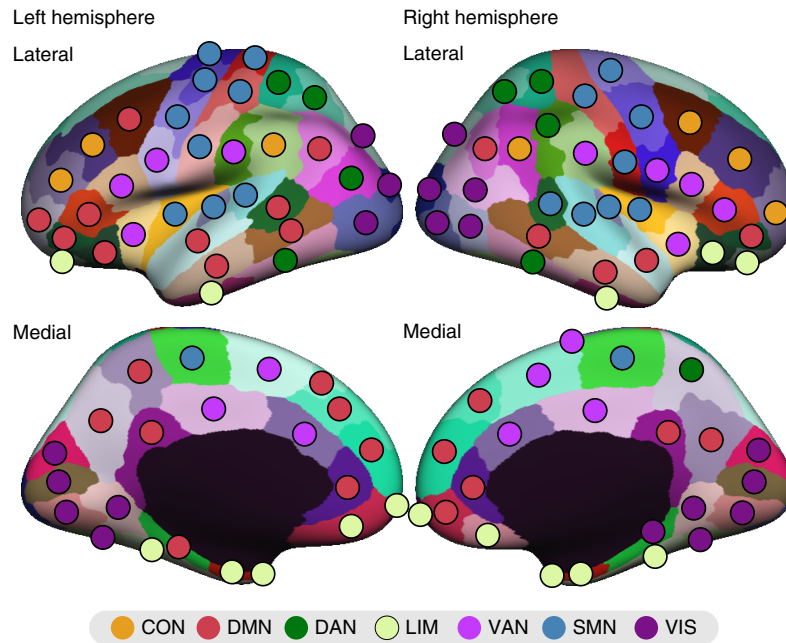 Left hemisphere
Right hemisphere
Lateral
Lateral
Medial
Medial
CON DMN DAN LIM VAN SMN VIS